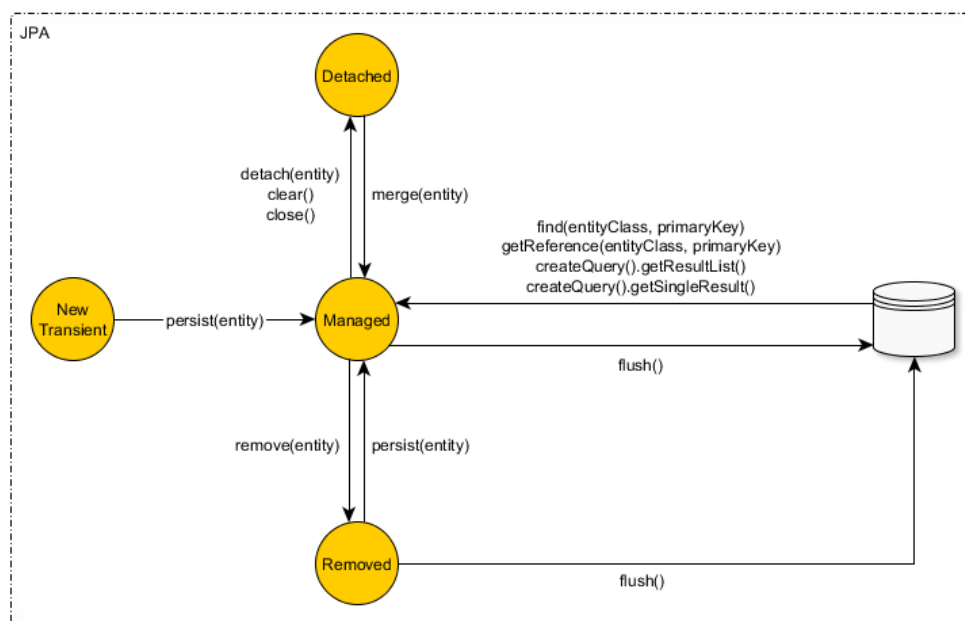 JPA
Detached
detach(entity)
clear()
close()
merge(entity)
find(entityClass, primaryKey)
getReference(entityClass, primaryKey)
createQuery().getResultList()
createQuery().getSingleResult()
New
Transient
persist(entity)
Managed
flush()
remove(entity)
persist(entity)
Removed
flush()